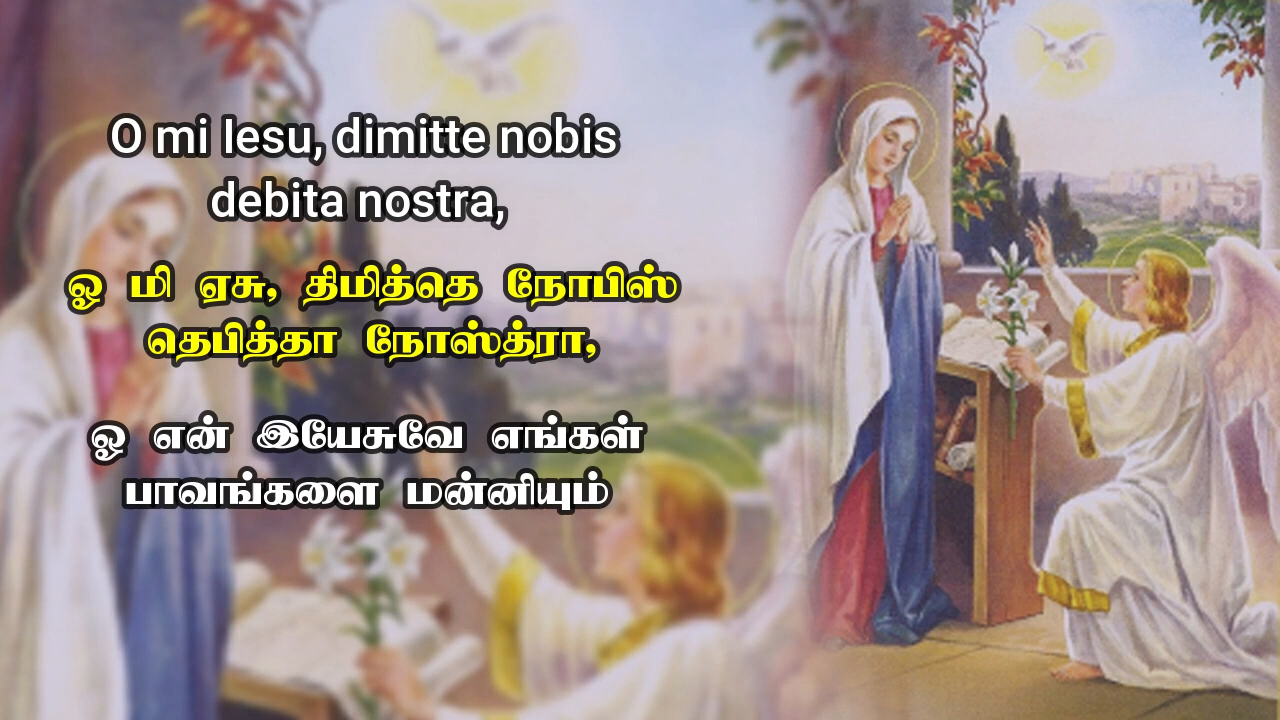 O mi Iesu, dimitte nobis
debita nostra,
ஓ மி ஏசு, திமித்தெ நோபிஸ்
தெபித்தா நோஸ்த்ரா,
ஓ என் இயேசுவே எங்கள்
பாவங்களை மன்னியும்